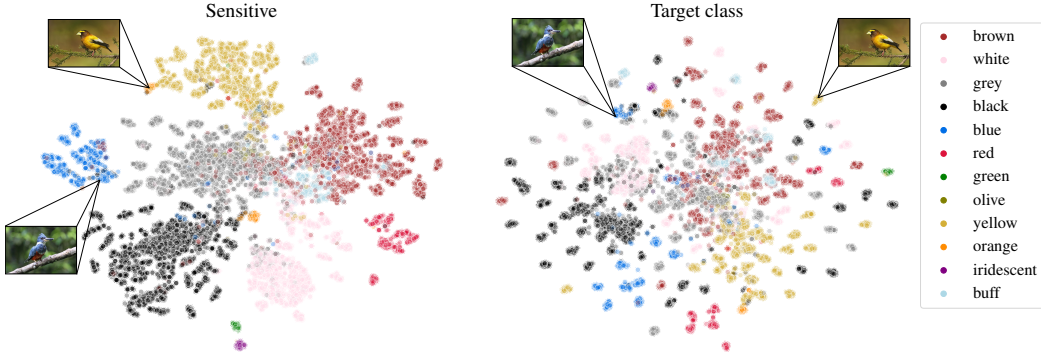 Sensitive
Target class
brown
white
grey
black
blue
red
green
olive
yellow
orange
iridescent
buff